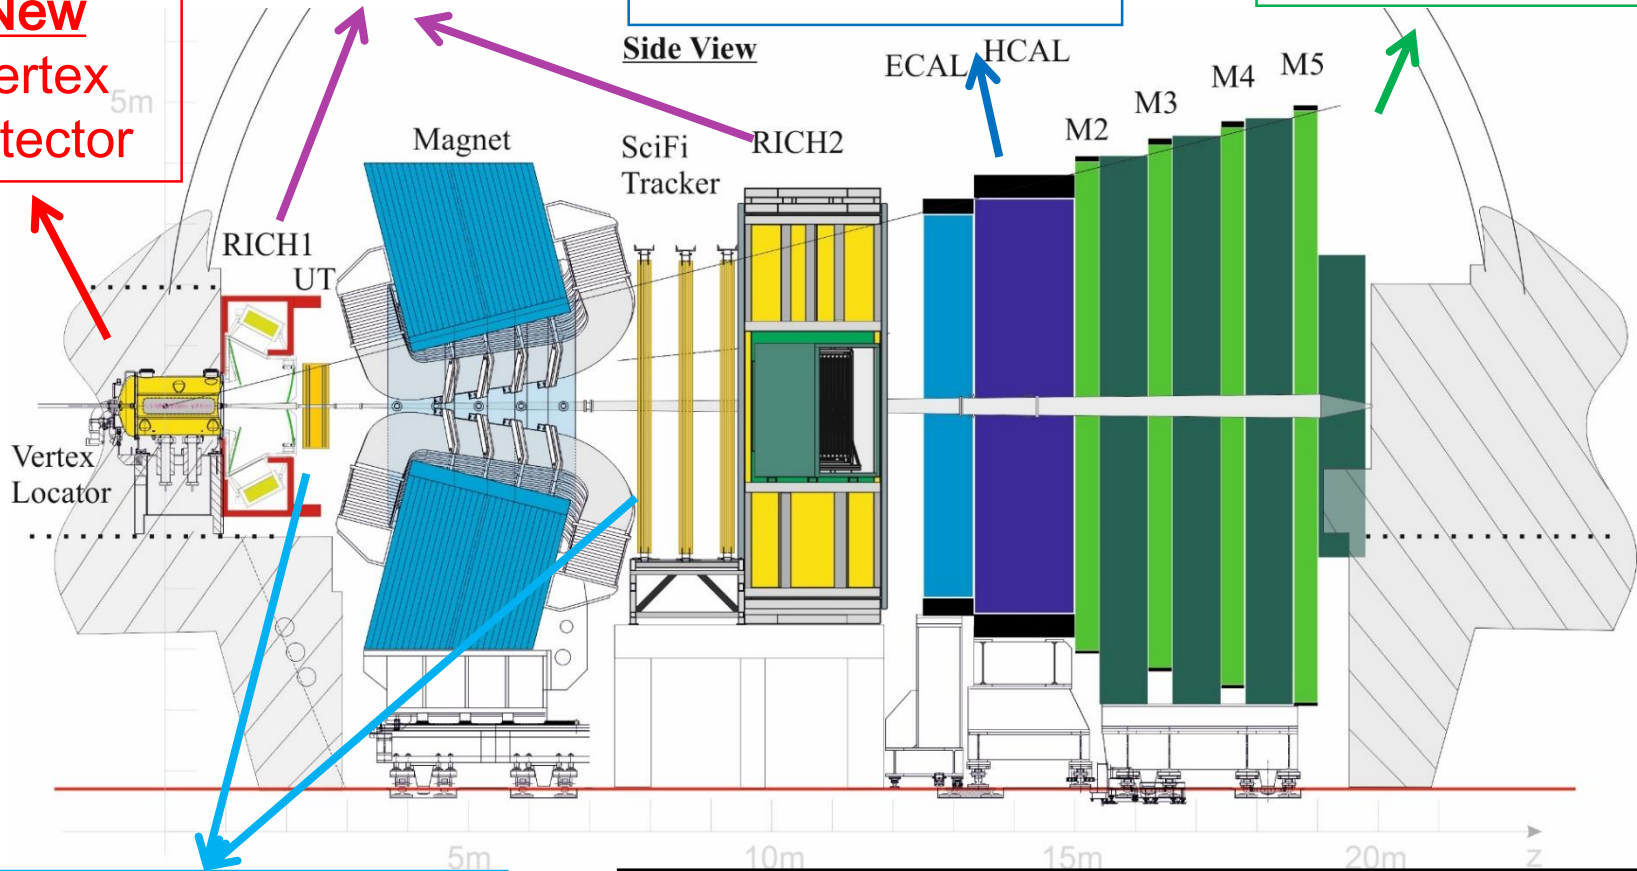 New
ertex
tector
Side View
ECAL
HCAL
M2
M3
M4
M5
5m
Magnet
SciFi
Tracker
RICH2
RICH1
UT
Vertex
Locator
5m
10m
15m
20m
z